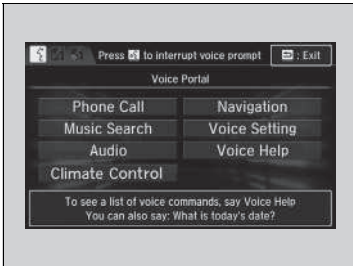 Press to interrupt voice prompt
: Exit
Voice Portal
Phone Call
Navigation
Music Search
Voice Setting
Audio
Voice Help
Climate Control
To see a list of voice commands, say Voice Help
You can also say: What is today's date?